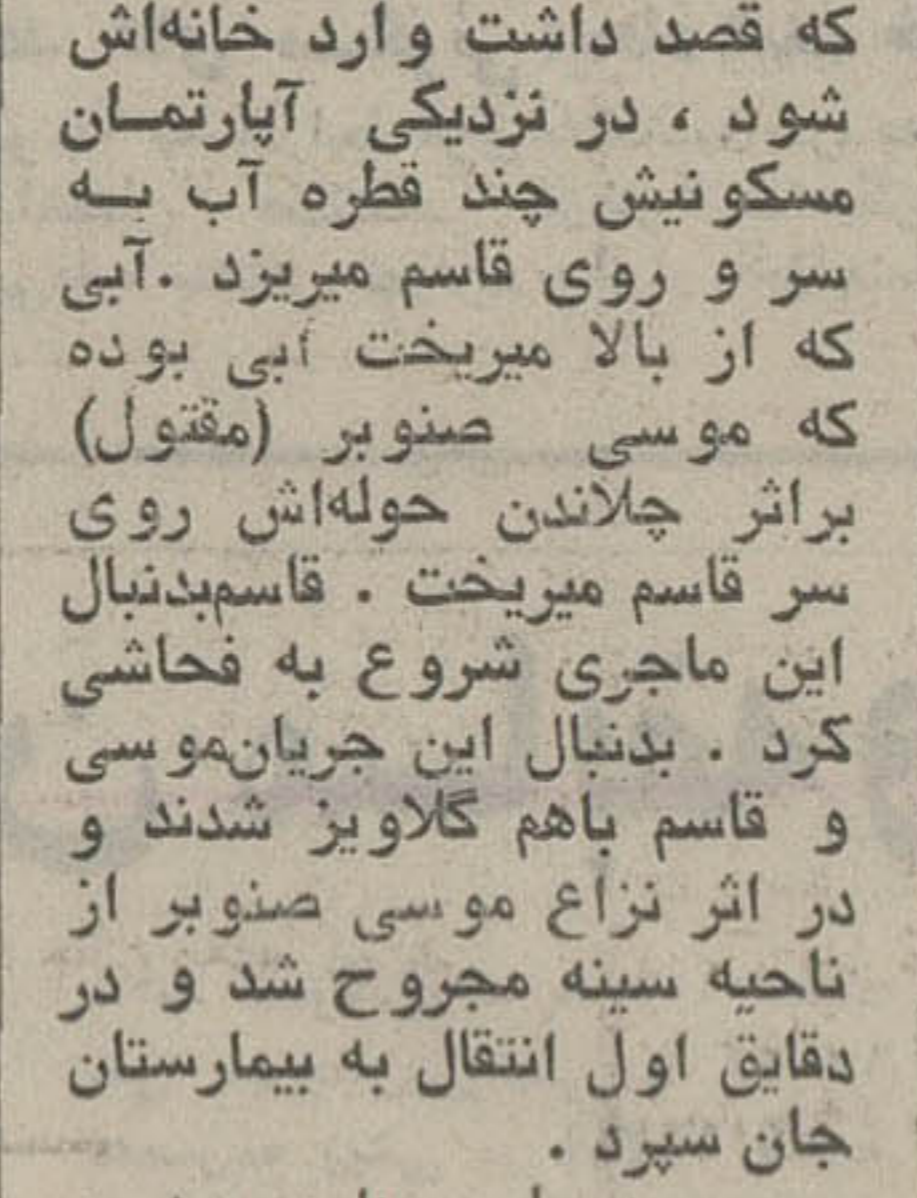 که قصد داشت وارد خانه‌اش
شود ، در نزدیکی آپارتمـان
مسکونیش چند قطره آب بـه
سر و روی قاسم میریزد .آبی
که از بالا میریخت آبی بوده
که موسی صنوبر (مقتول)
براثر چلاندن حوله‌اش روی
سر قاسم میریخت . قاسم‌بدنبال
این ماجری شروع به فحاشی
کرد . بدنبال این جریان‌موسی
و قاسم باهم گلاویز شدند و
در اثر نزاع موسی صنوبر از
ناحیه سینه مجروح شد و در
دقایق اول انتقال به بیمارستان
جان سپرد .